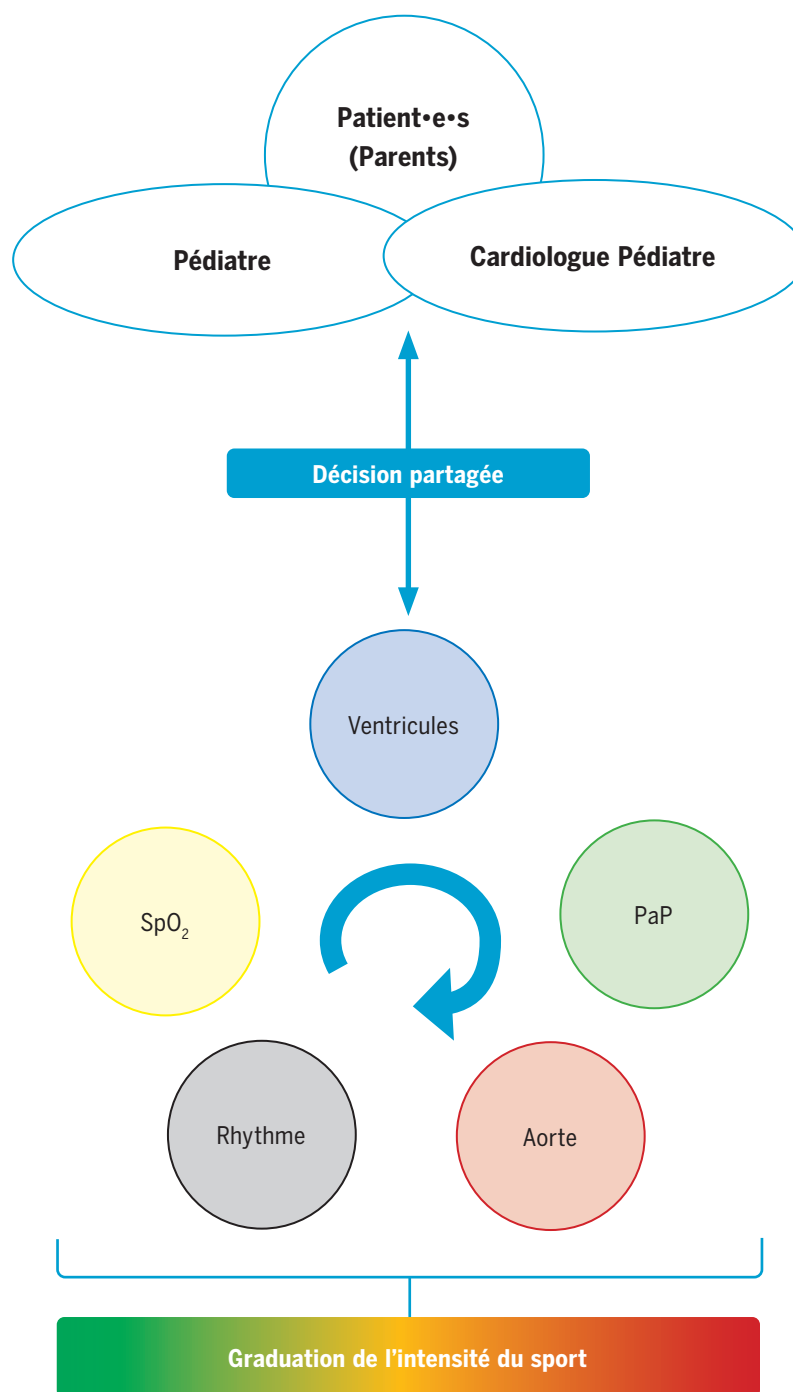 Patient•e•s
(Parents)
Pédiatre
Cardiologue Pédiatre
Décision partagée
Ventricules
SpO₂
PaP
Rhythme
Aorte
Graduation de l'intensité du sport